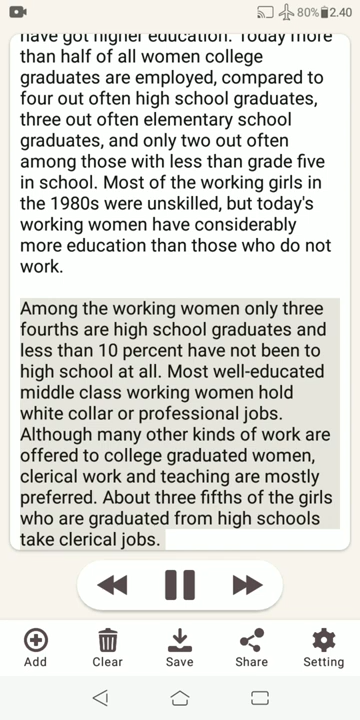 80% 2.40
have got higher education. Today more
than half of all women college
graduates are employed, compared to
four out often high school graduates,
three out often elementary school
graduates, and only two out often
among those with less than grade five
in school. Most of the working girls in
the 1980s were unskilled, but today's
working women have considerably
more education than those who do not
work.
Among the working women only three
fourths are high school graduates and
less than 10 percent have not been to
high school at all. Most well-educated
middle class working women hold
white collar or professional jobs.
Although many other kinds of work are
offered to college graduated women,
clerical work and teaching are mostly
preferred. About three fifths of the girls
who are graduated from high schools
take clerical jobs.
Add Clear Save Share Setting